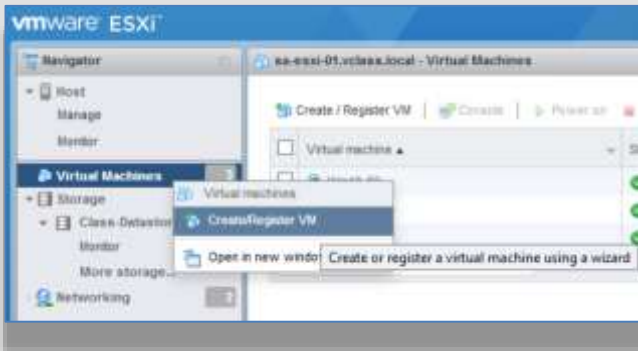 vmware ESXi
Navigator
sa-esxi-01.vclass.local - Virtual Machines
Host
Manage
Monitor
Create / Register VM | Console | Power on
Virtual machine
Virtual Machines
Storage
Virtual machines
Create/Register VM
Monitor
Open in new window
Create or register a virtual machine using a wizard
More storage...
Networking